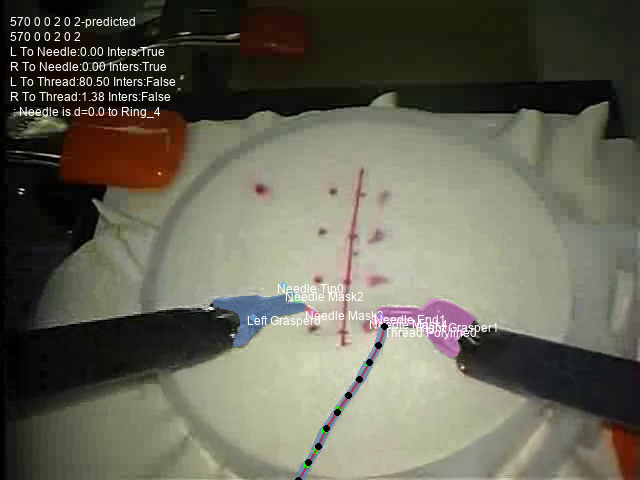 570 0 0 2 0 2-predicted
570 0 0 2 0 2
L To Needle:0.00 Inters:True
R To Needle:0.00 Inters:True
L To Thread:80.50 Inters:False
R To Thread:1.38 Inters:False
: Needle is d=0.0 to Ring_4
Needle Tip0
Needle Mask2
Needle Mask
Needle End1
Left Grasper0
Grasper1
Thread Polyline0